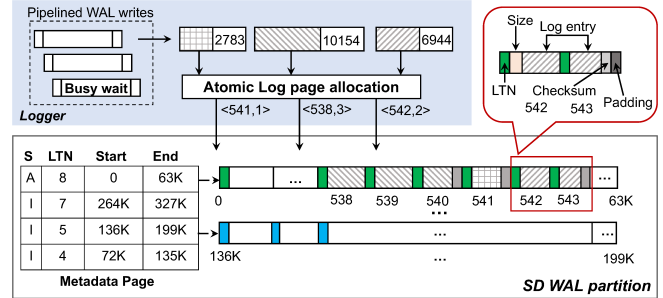 Pipelined WAL writes
Busy wait
Logger
2783
10154
6944
Atomic Log page allocation
<541,1>
<538,3>
<542,2>
Size
Log entry
LTN
Checksum
Padding
542
543
S LTN Start End
A 8 0 63K
I 7 264K 327K
I 5 136K 199K
I 4 72K 135K
Metadata Page
...
...
0
538
539
540
541
542
543
63K
...
...
136K
...
199K
SD WAL partition